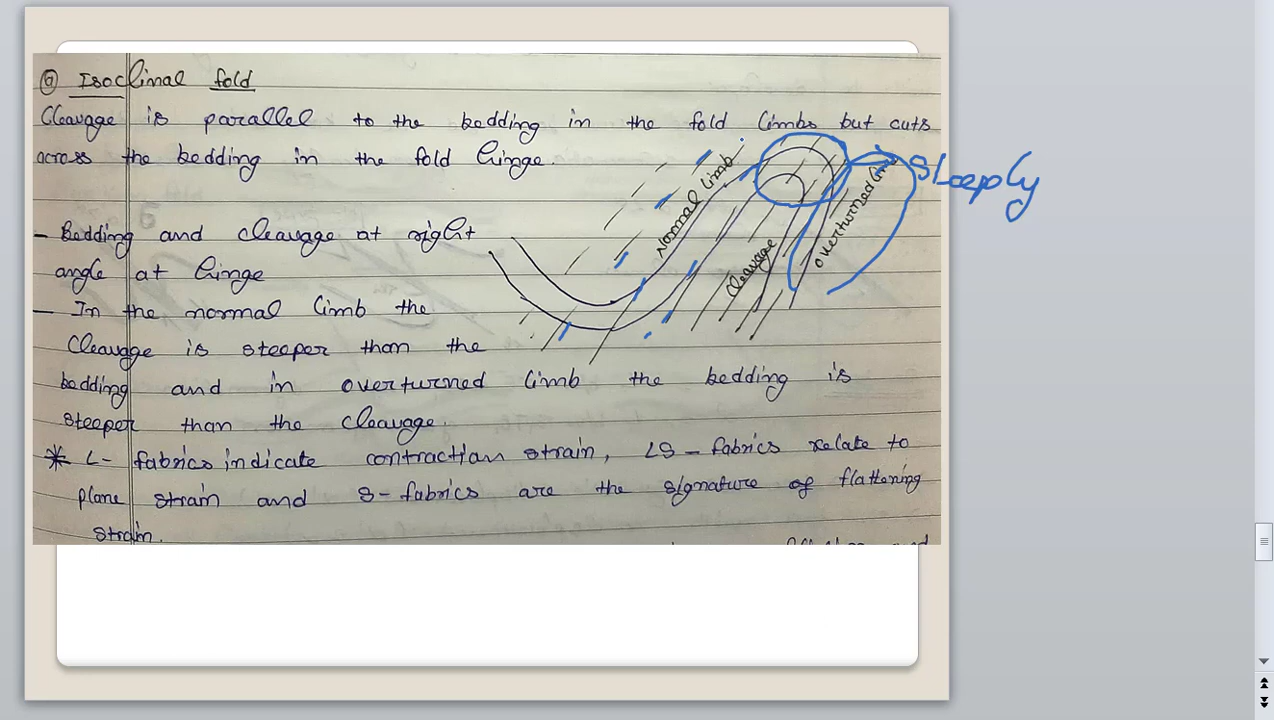 ⑨ Isoclinal fold
Cleavage is parallel to the bedding in the fold limbs but cuts
across the bedding in the fold hinge.
- Bedding and cleavage at right
angle at hinge
- In the normal limb the
cleavage is steeper than the
bedding and in overturned limb the bedding is
steeper than the cleavage.
* L- fabrics indicate contraction strain, LS - fabrics relate to
plane strain and S - fabrics are the signature of flattening
strain.
Normal limb
Cleavage
overturned limb
Steeply